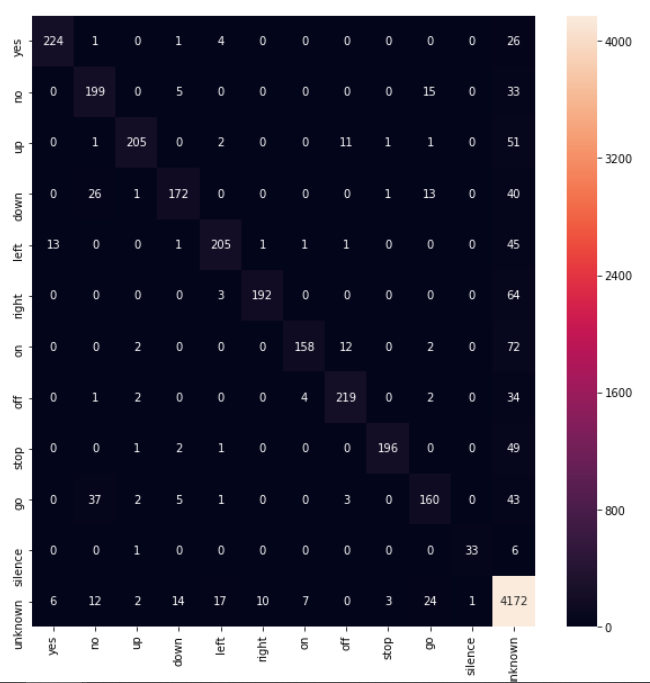 yes 224 1 0 1 4 0 0 0 0 0 0 26
no 0 199 0 5 0 0 0 0 0 15 0 33
up 0 1 205 0 2 0 0 11 1 1 0 51
down 0 26 1 172 0 0 0 0 1 13 0 40
left 13 0 0 1 205 1 1 1 0 0 0 45
right 0 0 0 0 3 192 0 0 0 0 0 64
on 0 0 2 0 0 0 158 12 0 2 0 72
off 0 1 2 0 0 0 4 219 0 2 0 34
stop 0 0 1 2 1 0 0 0 196 0 0 49
go 0 37 2 5 1 0 0 3 0 160 0 43
silence 0 0 1 0 0 0 0 0 0 0 33 6
unknown 6 12 2 14 17 10 7 0 3 24 1 4172
yes no up down left right on off stop go silence nknown
4000
3200
2400
1600
800
0